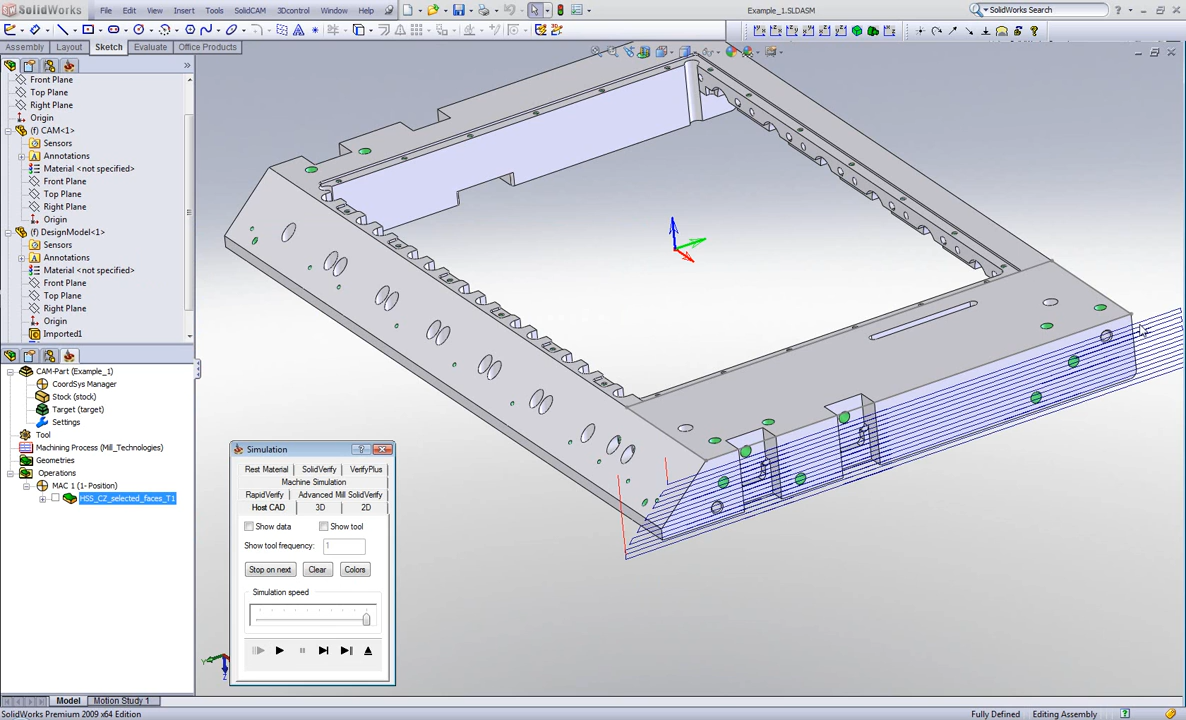 SolidWorks File Edit View Insert Tools SolidCAM 3Dcontrol Window Help Example_1.SLDASM SolidWorks Search
Assembly Layout Sketch Evaluate Office Products
Front Plane
Top Plane
Right Plane
Origin
(f) CAM<1>
Sensors
Annotations
Material <not specified>
Front Plane
Top Plane
Right Plane
Origin
(f) DesignModel<1>
Sensors
Annotations
Material <not specified>
Front Plane
Top Plane
Right Plane
Origin
Imported1
CAM-Part (Example_1)
CoordSys Manager
Stock (stock)
Target (target)
Settings
Tool
Machining Process (Mill_Technologies)
Geometries
Operations
MAC 1 (1- Position)
HSS_CZ_selected_faces_T1
Simulation
Rest Material SolidVerify VerifyPlus
Machine Simulation
RapidVerify Advanced Mill SolidVerify
Host CAD 3D 2D
Show data Show tool
Show tool frequency: 1
Stop on next Clear Colors
Simulation speed
Y
Z
Model Motion Study 1
SolidWorks Premium 2009 x64 Edition Fully Defined Editing Assembly